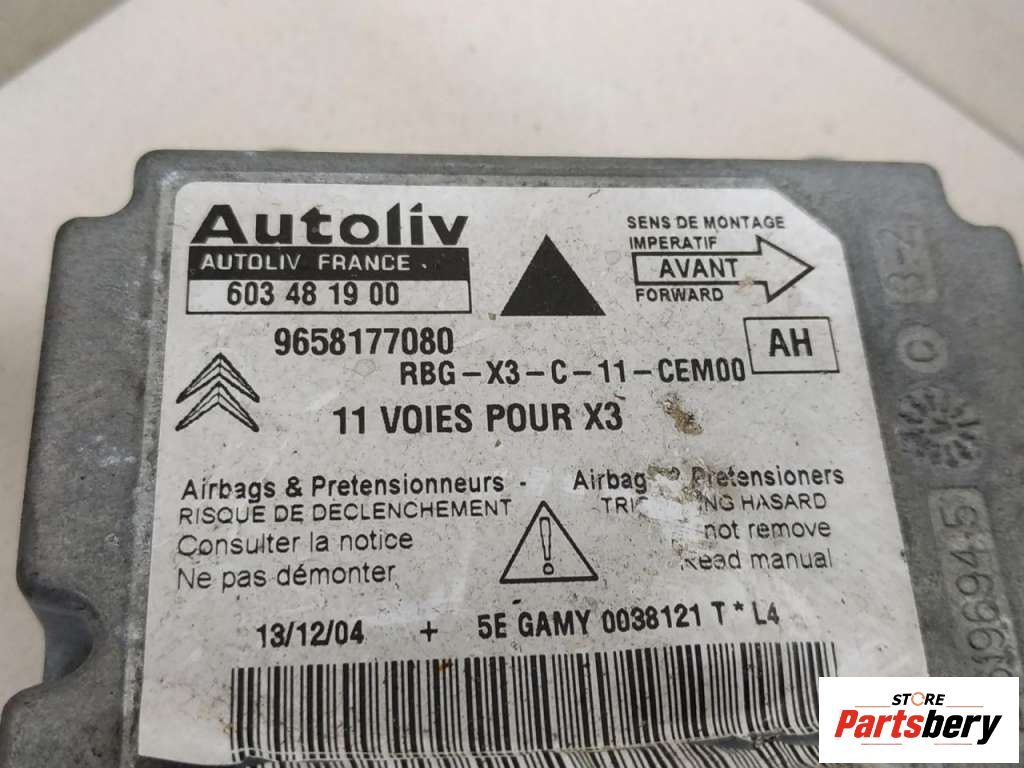 Autoliv
AUTOLIV FRANCE
603 48 19 00
SENS DE MONTAGE
IMPERATIF
AVANT
FORWARD
9658177080
AH
RBG-X3-C-11-CEM00
11 VOIES POUR X3
Airbags & Pretensionneurs -
RISQUE DE DECLENCHEMENT
Consulter la notice
Ne pas démonter
Pretensioners
HASARD
not remove
manual
13/12/04 + 5E GAMY 0038121 T * L4
STORE
Partsbery